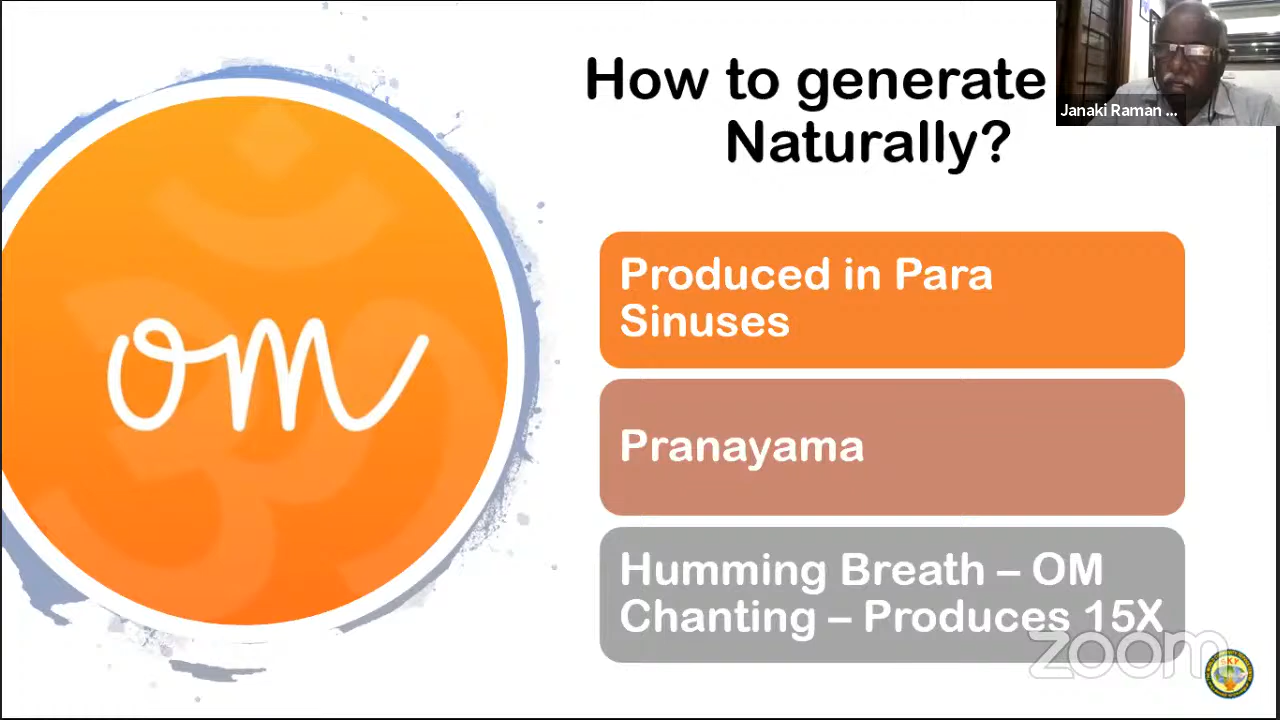 How to generate
Naturally?
Janaki Raman ...
om
Produced in Para
Sinuses
Pranayama
Humming Breath – OM
Chanting – Produces 15X
zoom
SKY